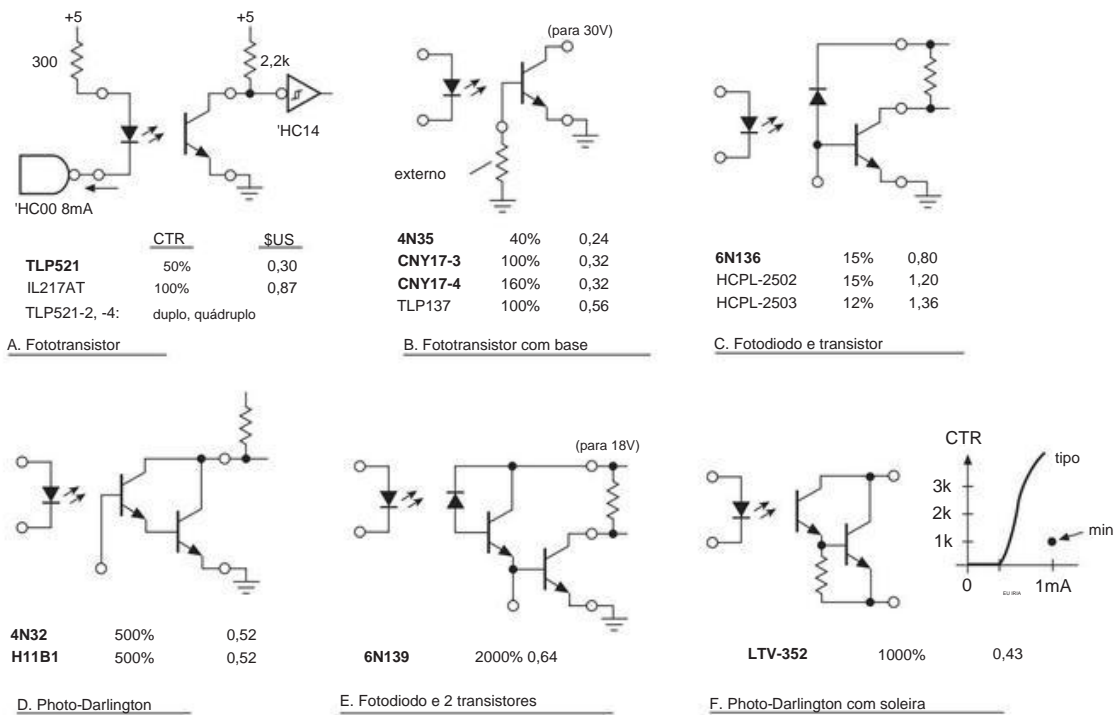 +5
+5
300
2,2k
'HC14
'HC00 8mA
CTR
$US
TLP521 50% 0,30
IL217AT 100% 0,87
TLP521-2, -4: duplo, quádruplo
A. Fototransistor
(para 30V)
externo
4N35 40% 0,24
CNY17-3 100% 0,32
CNY17-4 160% 0,32
TLP137 100% 0,56
B. Fototransistor com base
6N136 15% 0,80
HCPL-2502 15% 1,20
HCPL-2503 12% 1,36
C. Fotodiodo e transistor
4N32 500% 0,52
H11B1 500% 0,52
D. Photo-Darlington
(para 18V)
6N139 2000% 0,64
E. Fotodiodo e 2 transistores
CTR
tipo
3k
2k
1k
min
0
EU IRIA
1mA
LTV-352 1000% 0,43
F. Photo-Darlington com soleira